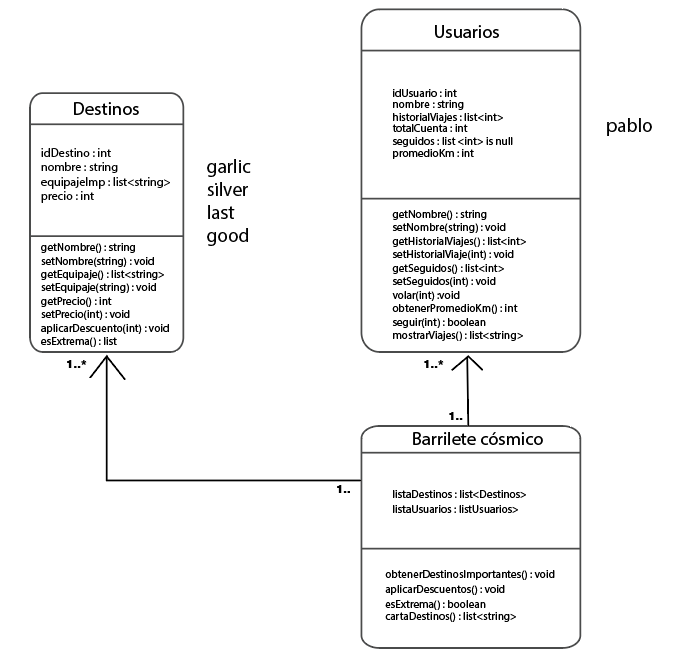 Destinos
idDestino : int
nombre : string
equipajeImp : list<string>
precio : int
getNombre() : string
setNombre(string) : void
getEquipaje() : list<string>
setEquipaje(string) : void
getPrecio() : int
setPrecio(int) : void
aplicarDescuento(int) : void
esExtrema() : list
garlic
silver
last
good
Usuarios
idUsuario : int
nombre : string
historialViajes : list<int>
totalCuenta : int
seguidos : list <int> is null
promedioKm : int
getNombre() : string
setNombre(string) : void
getHistorialViajes() : list<int>
setHistorialViaje(int) : void
getSeguidos() : list<int>
setSeguidos(int) : void
volar(int) :void
obtenerPromedioKm() : int
seguir(int) : boolean
mostrarViajes() : list<string>
pablo
1..*
1..*
1..
1..
Barrilete cósmico
listaDestinos : list<Destinos>
listaUsuarios : listUsuarios>
obtenerDestinosImportantes() : void
aplicarDescuentos() : void
esExtrema() : boolean
cartaDestinos() : list<string>